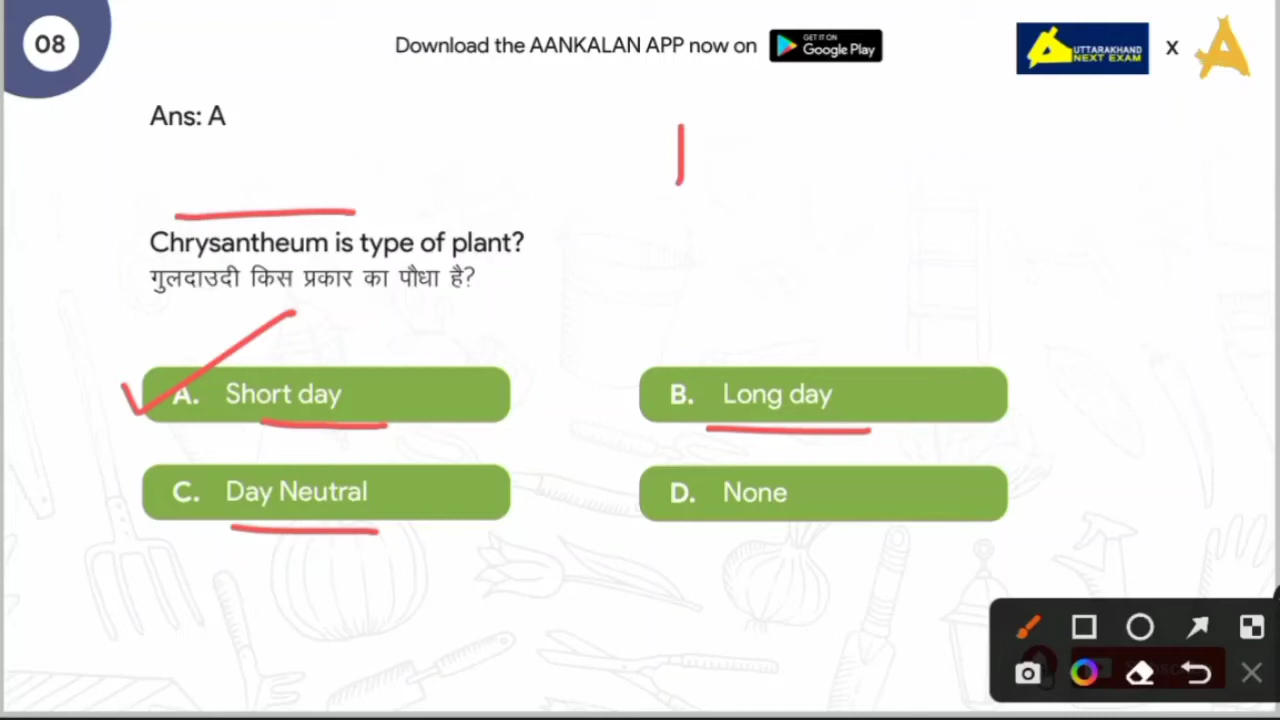 08
Download the AANKALAN APP now on
GET IT ON
Google Play
UTTARAKHAND
NEXT EXAM
X
Ans: A
Chrysantheum is type of plant?
गुलदाउदी किस प्रकार का पौधा है?
A. Short day
B. Long day
C. Day Neutral
D. None